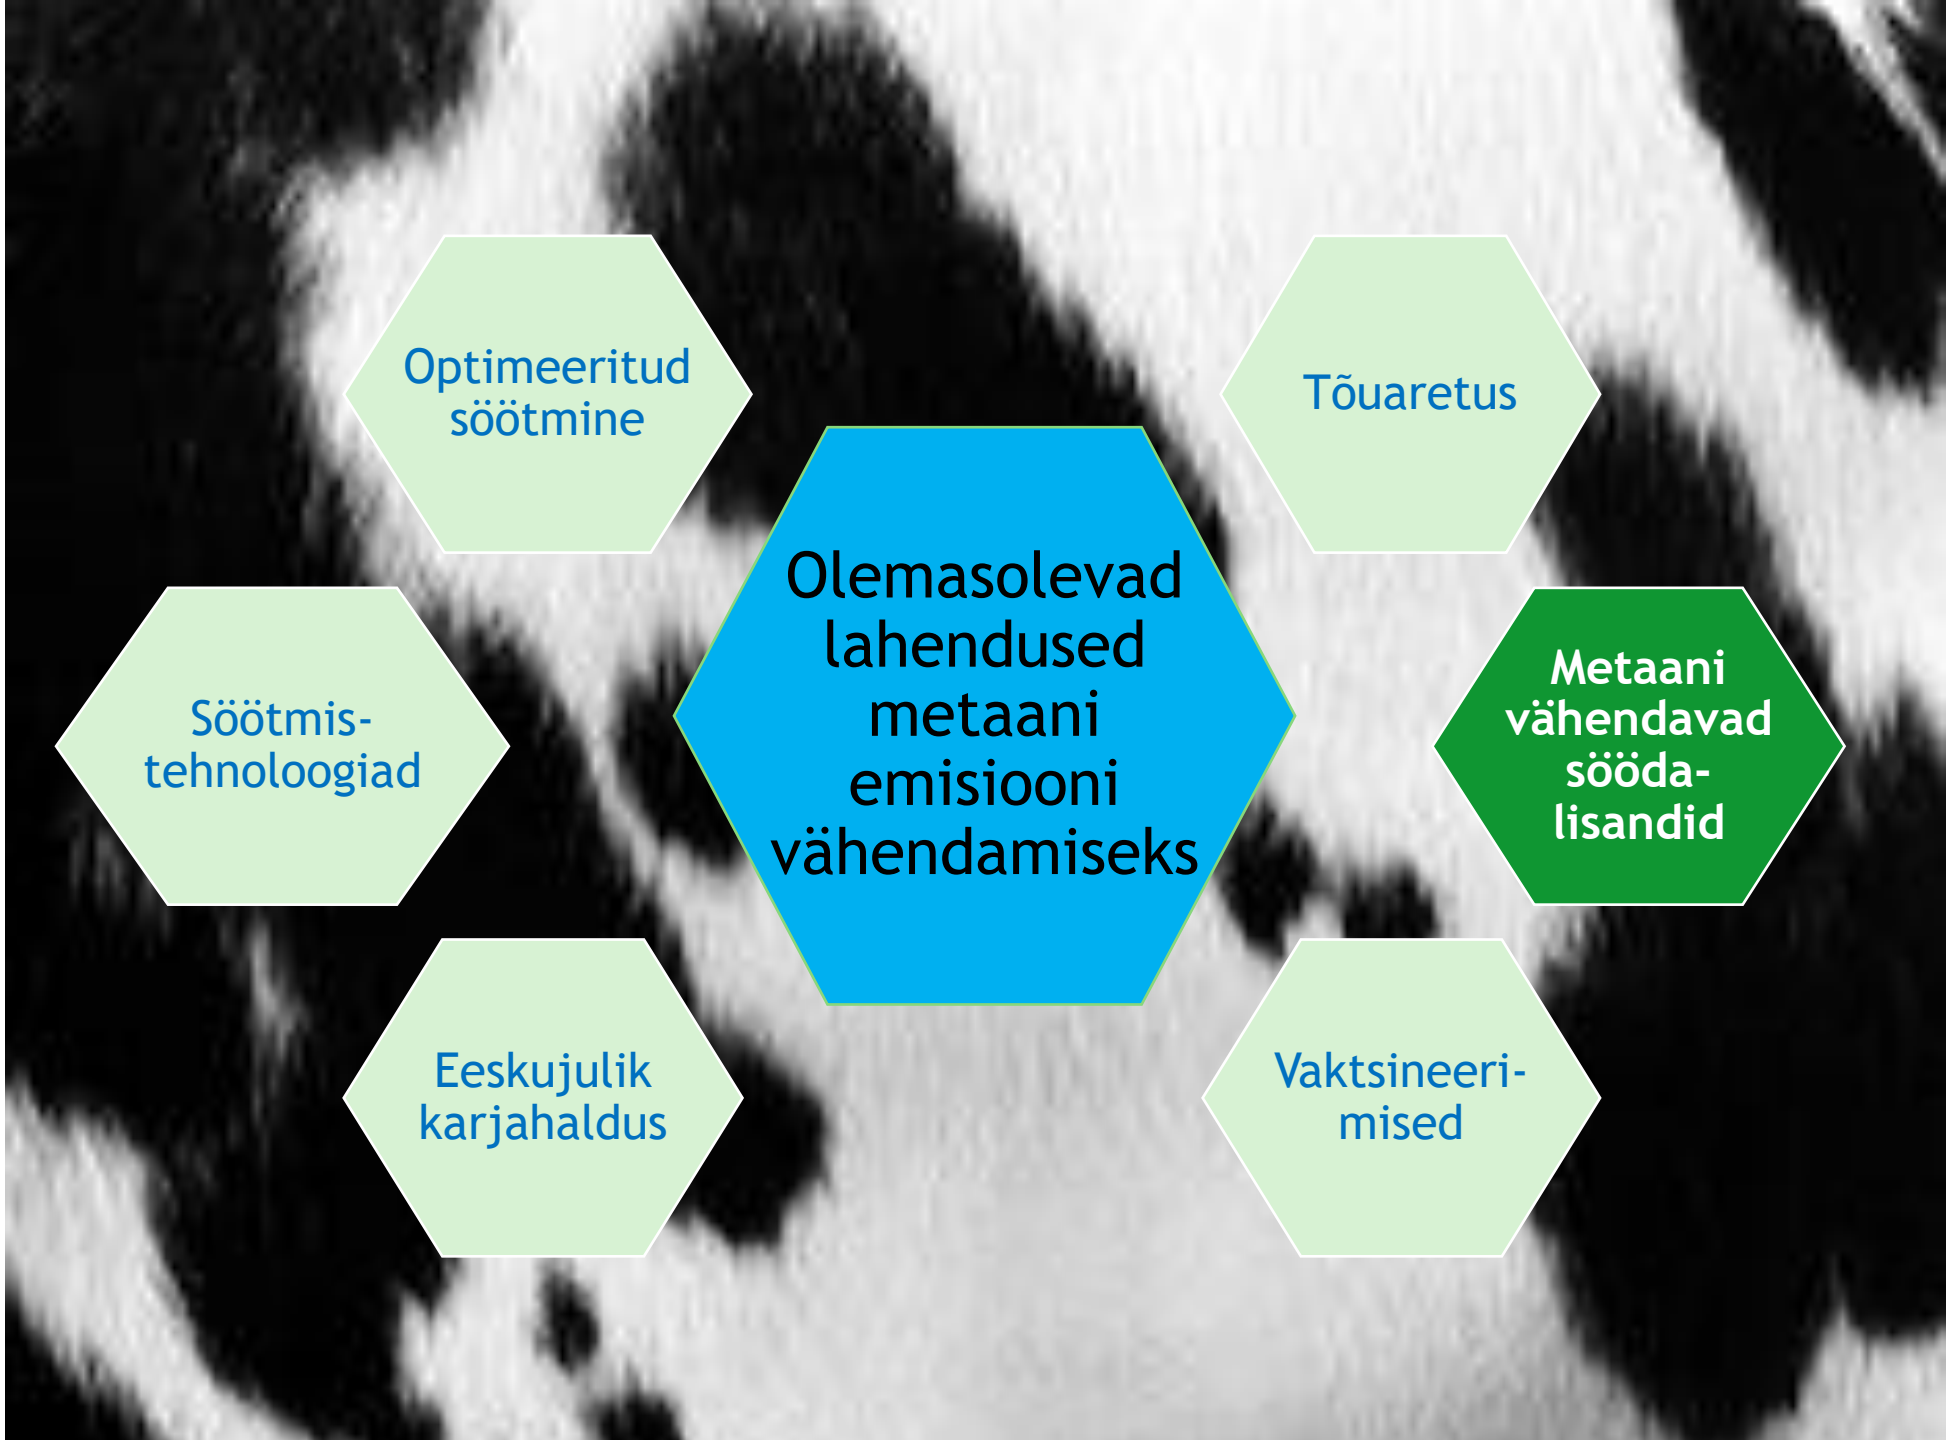 Optimeeritud
söötmine
Tõuaretus
Olemasolevad
lahendused
metaani
emisiooni
vähendamiseks
Söötmis-
tehnoloogiad
Metaani
vähendavad
sööda-
lisandid
Eeskujulik
karjahaldus
Vaktsineeri-
mised